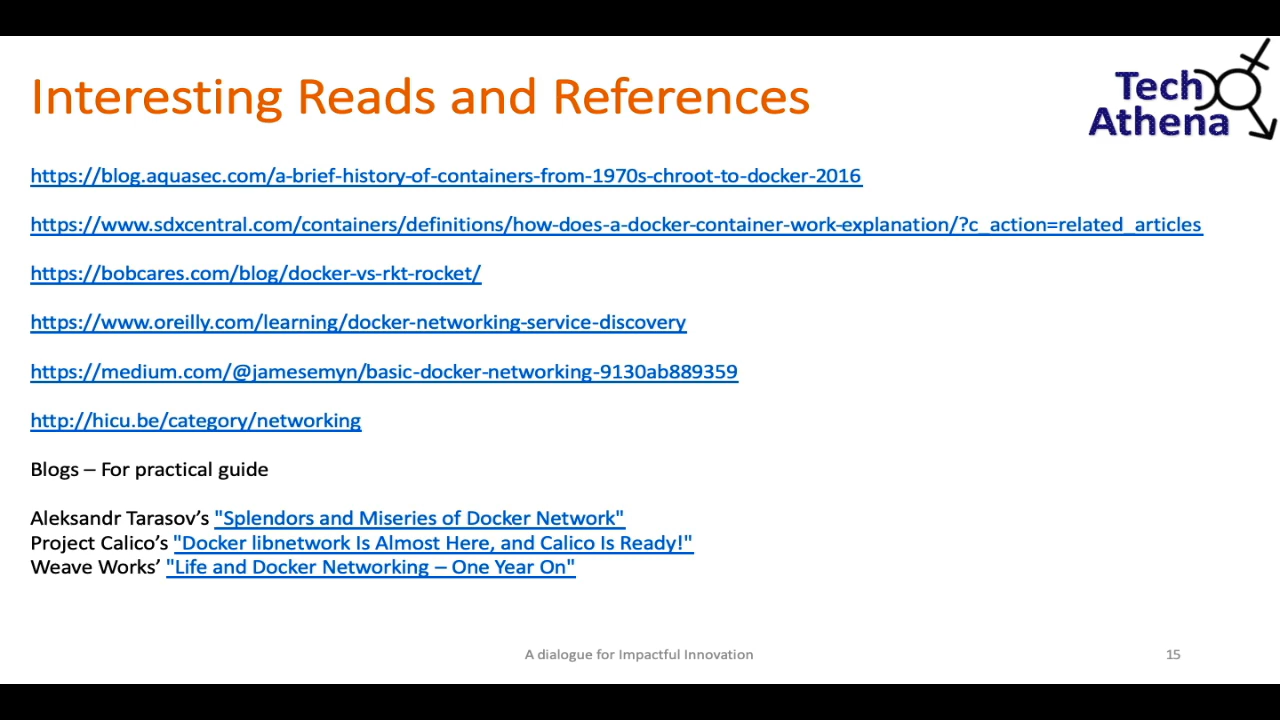 Interesting Reads and References
Tech
Athena
https://blog.aquasec.com/a-brief-history-of-containers-from-1970s-chroot-to-docker-2016
https://www.sdxcentral.com/containers/definitions/how-does-a-docker-container-work-explanation/?c_action=related_articles
https://bobcares.com/blog/docker-vs-rkt-rocket/
https://www.oreilly.com/learning/docker-networking-service-discovery
https://medium.com/@jamesemyn/basic-docker-networking-9130ab889359
http://hicu.be/category/networking
Blogs – For practical guide
Aleksandr Tarasov’s "Splendors and Miseries of Docker Network"
Project Calico’s "Docker libnetwork Is Almost Here, and Calico Is Ready!"
Weave Works’ "Life and Docker Networking – One Year On"
A dialogue for Impactful Innovation
15